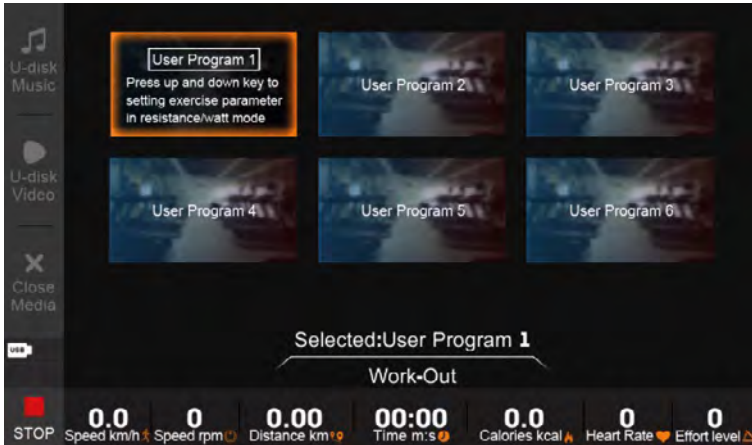 U-disk
Music
U-disk
Video
Close
Media
USB
STOP
User Program 1
Press up and down key to
setting exercise parameter
in resistance/watt mode
User Program 2
User Program 3
User Program 4
User Program 5
User Program 6
Selected:User Program 1
Work-Out
0.0 0 0.00 00:00 0.0 0 0
Speed km/h Speed rpm Distance km Time m:s Calories kcal Heart Rate Effort level